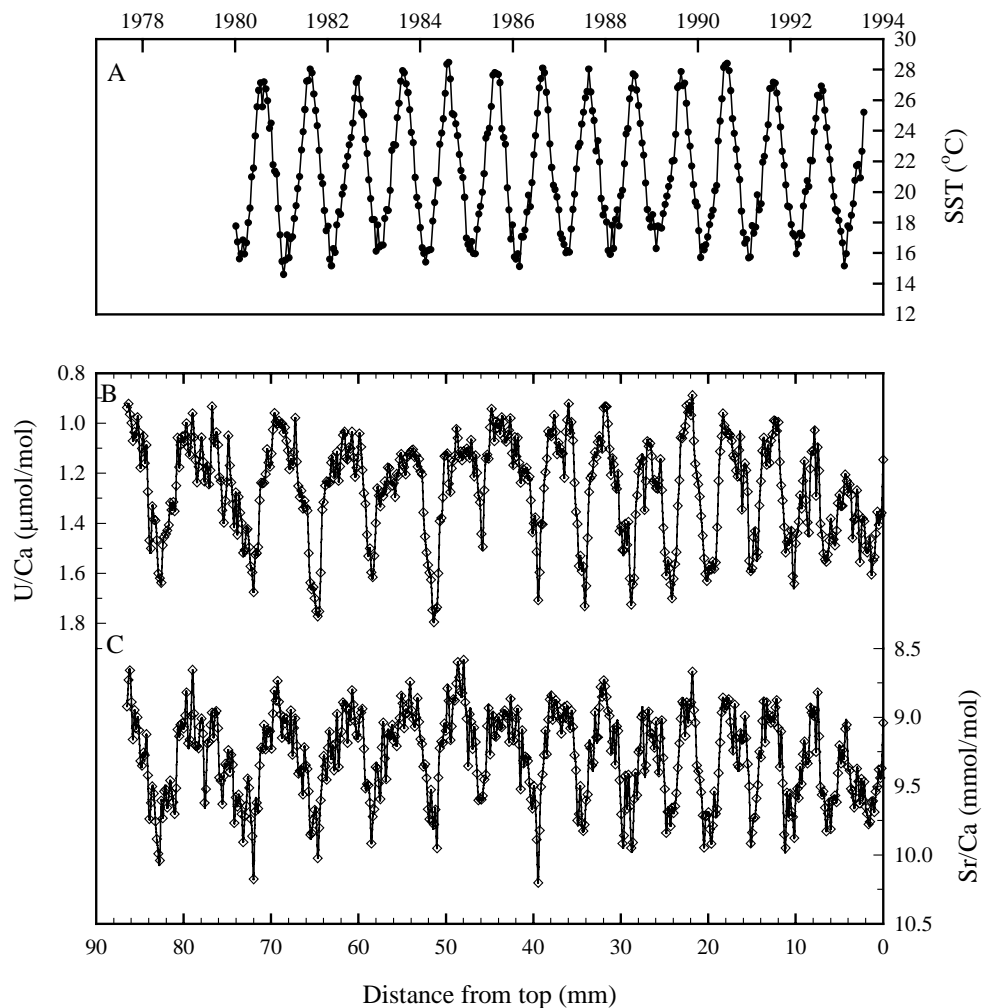 1978 1980 1982 1984 1986 1988 1990 1992 1994
A
30
28
26
24
22
20
18
16
14
12
SST (°C)
0.8
B
1.0
1.2
1.4
1.6
1.8
U/Ca (μmol/mol)
C
8.5
9.0
9.5
10.0
10.5
Sr/Ca (mmol/mol)
90 80 70 60 50 40 30 20 10 0
Distance from top (mm)